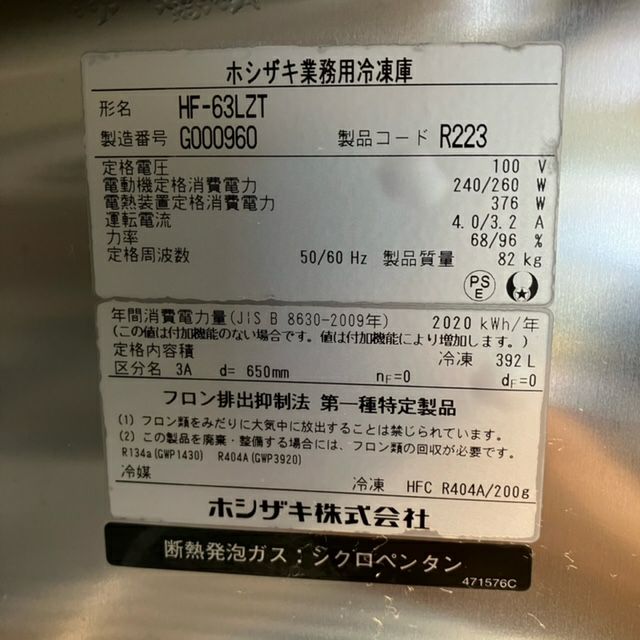 ホシザキ業務用冷凍庫
形名 HF-63LZT
製造番号 G000960 製品コード R223
定格電圧 100 V
電動機定格消費電力 240/260 W
電熱装置定格消費電力 376 W
運転電流 4.0/3.2 A
力率 68/96 %
定格周波数 50/60 Hz 製品質量 82 kg
PSE
年間消費電力量(JIS B 8630-2009年) 2020 kWh/年
(この値は付加機能のない場合です。値は付加機能により増加します。)
定格内容積 冷凍 392 L
区分名 3A d= 650mm nF=0 dF=0
フロン排出抑制法 第一種特定製品
(1) フロン類をみだりに大気中に放出することは禁じられています。
(2) この製品を廃棄・整備する場合には、フロン類の回収が必要です。
R134a(GWP1430) R404A(GWP3920)
冷媒 冷凍 HFC R404A/200g
ホシザキ株式会社
断熱発泡ガス:シクロペンタン
471576C